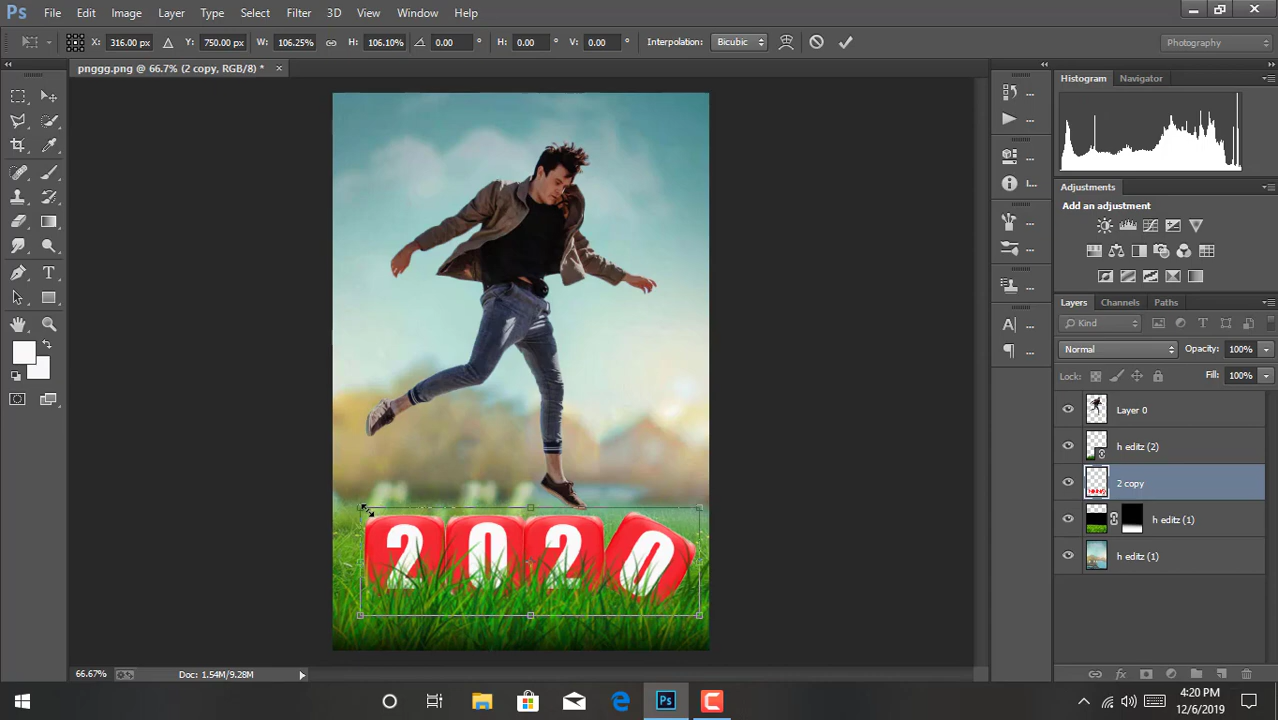 Ps File Edit Image Layer Type Select Filter 3D View Window Help
X: 316.00 px Y: 750.00 px W: 106.25% H: 106.10% 0.00 ° H: 0.00 ° V: 0.00 ° Interpolation: Bicubic Photography
pnggg.png @ 66.7% (2 copy, RGB/8) * ×
Histogram Navigator
Adjustments
Add an adjustment
Layers Channels Paths
Kind
Normal Opacity: 100%
Lock: Fill: 100%
Layer 0
h editz (2)
2 copy
h editz (1)
h editz (1)
2020
66.67% Doc: 1.54M/9.28M
4:20 PM
12/6/2019